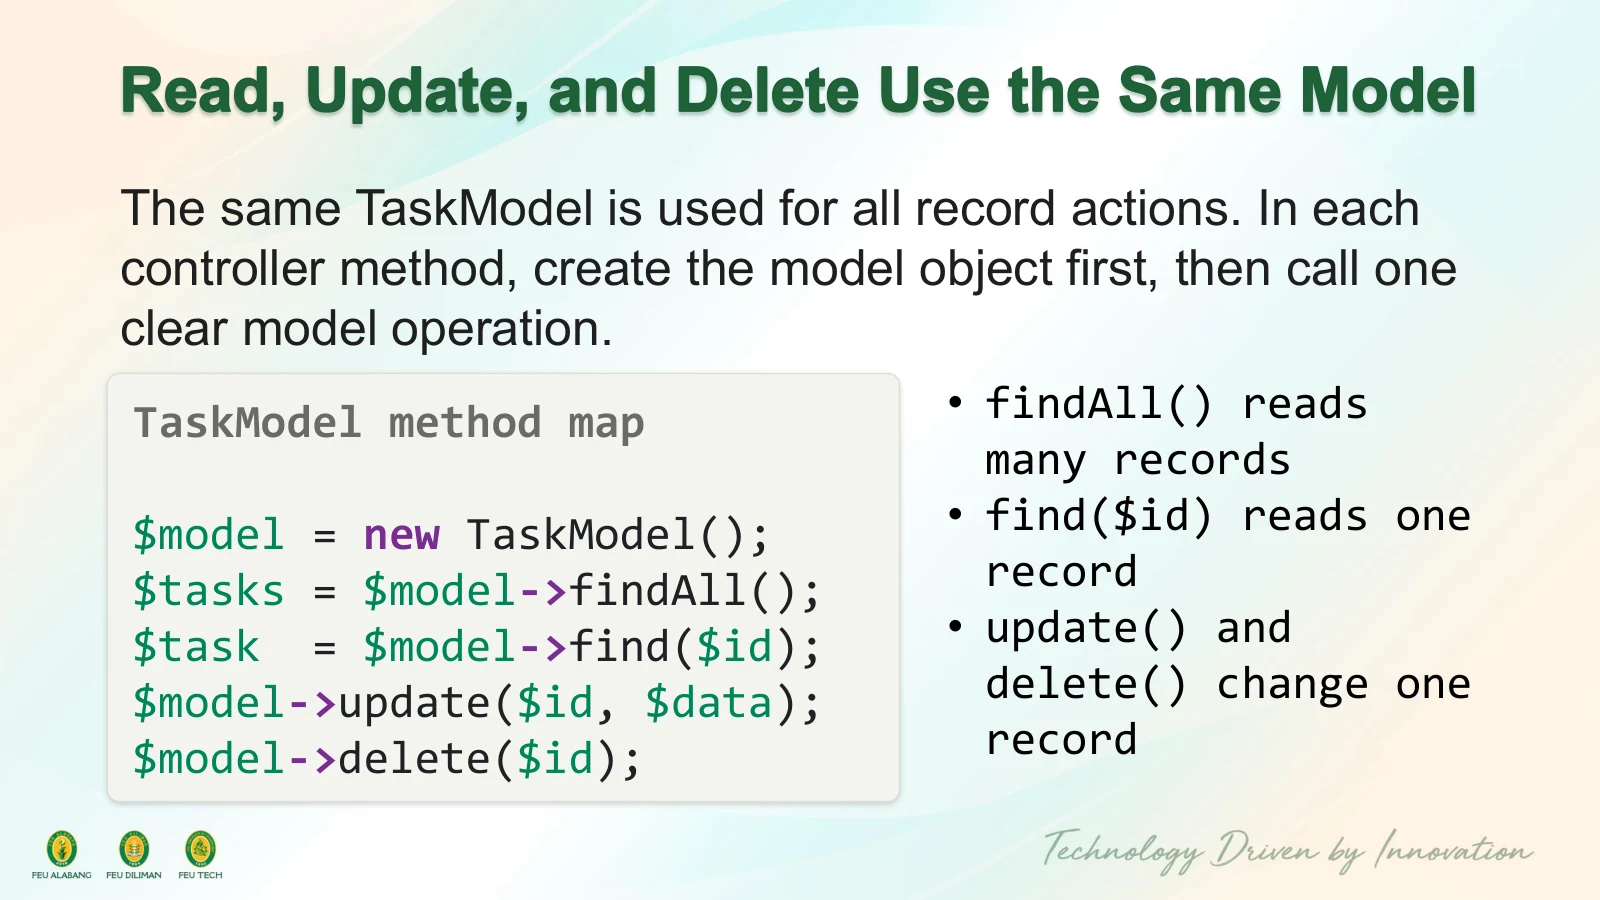 Read, Update, and Delete Use the Same Model
The same TaskModel is used for all record actions. In each
controller method, create the model object first, then call one
clear model operation.
TaskModel method map
$model = new TaskModel();
$tasks = $model->findAll();
$task  = $model->find($id);
$model->update($id, $data);
$model->delete($id);
• findAll() reads
many records
• find($id) reads one
record
• update() and
delete() change one
record
FEU ALABANG
FEU DILIMAN
FEU TECH
Technology Driven by Innovation